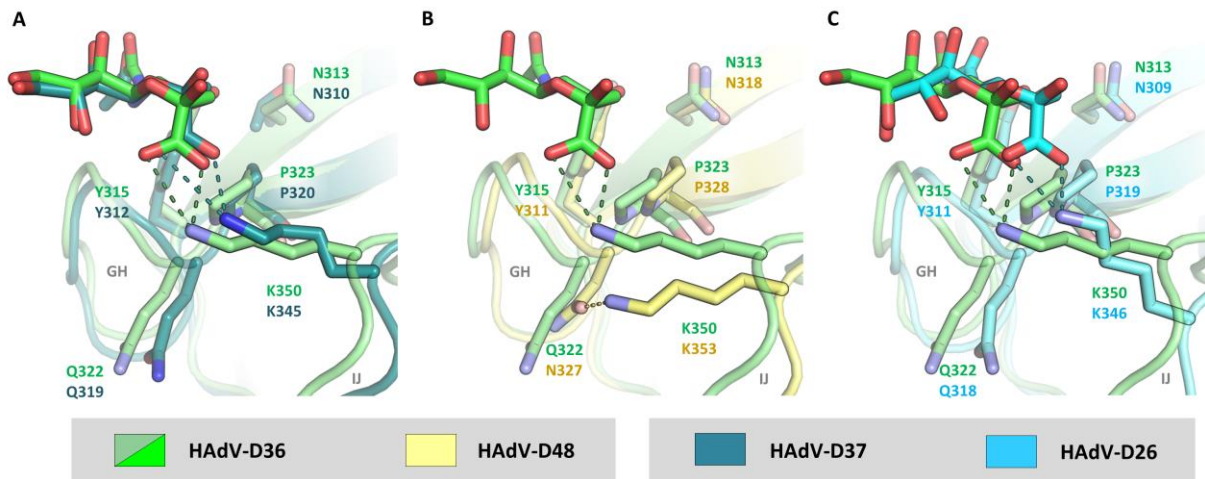 A
B
C
N313
N310
N313
N318
N313
N309
Y315
Y312
P323
P320
Y315
Y311
P323
P328
Y315
Y311
P323
P319
GH
K350
K345
GH
K350
K353
GH
K350
K346
Q322
Q319
IJ
Q322
N327
IJ
Q322
Q318
IJ
HAdV-D36
HAdV-D48
HAdV-D37
HAdV-D26